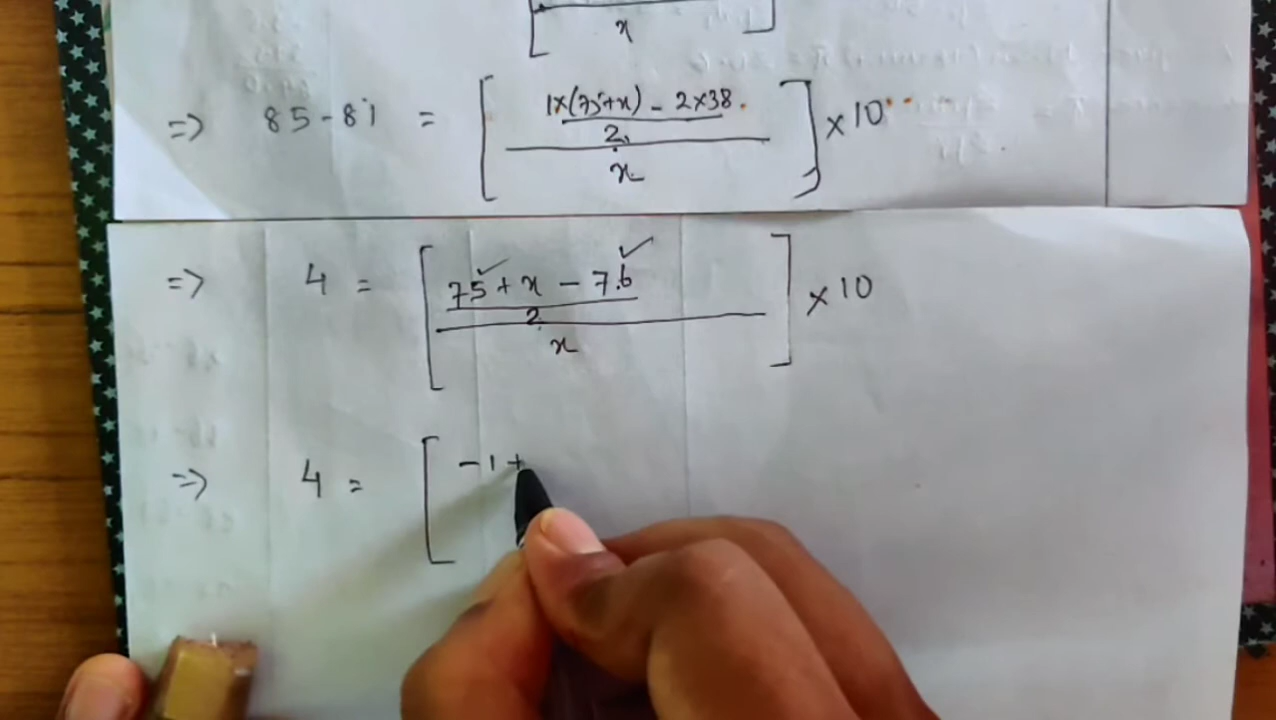 x
=> 85-81 = [ 1×(75+x) - 2×38 / 2 / x ] ×10
=> 4 = [ 75+x - 76 / 2 / x ] ×10
=> 4 = [ -1+